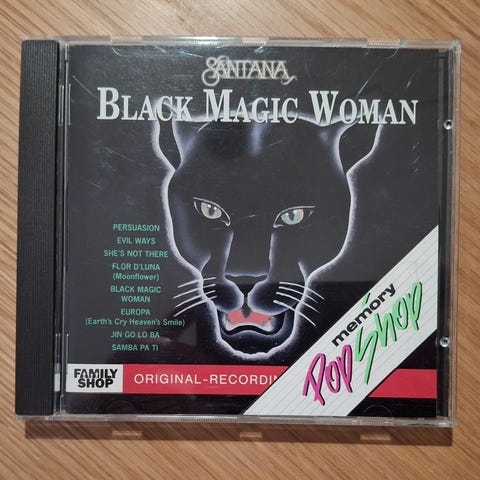 SANTANA
BLACK MAGIC WOMAN
PERSUASION
EVIL WAYS
SHE'S NOT THERE
FLOR D'LUNA
(Moonflower)
BLACK MAGIC
WOMAN
EUROPA
(Earth's Cry Heaven's Smile)
JIN GO LO BA
SAMBA PA TI
FAMILY
SHOP
ORIGINAL-RECORDIN
memory
Pop Shop